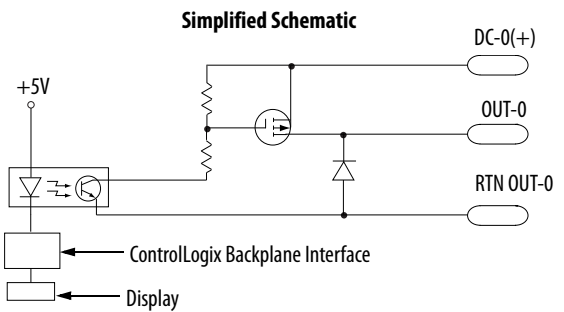 Simplified Schematic
DC-0(+)
+5V
OUT-0
RTN OUT-0
ControlLogix Backplane Interface
Display